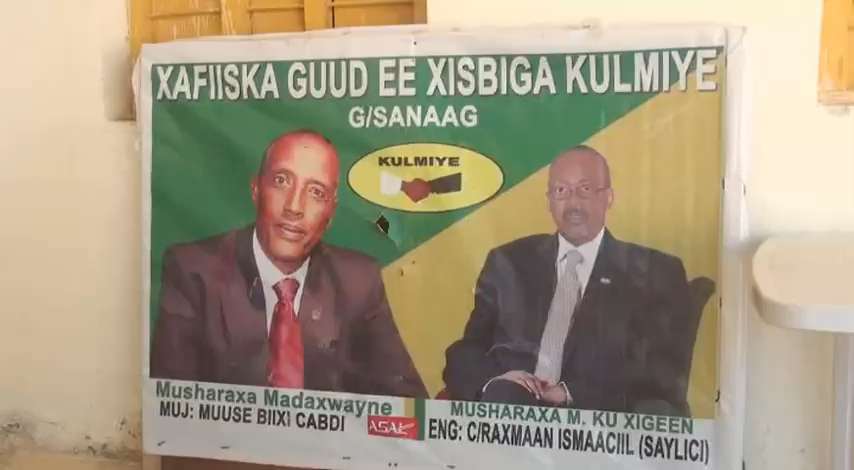 XAFIISKA GUUD EE XISBIGA KULMIYE
G/SANAAG
KULMIYE
Musharaxa Madaxwayne
MUJ: MUUSE BIIXI CABDI
ASAL
MUSHARAXA M. KU XIGEEN
ENG: C/RAXMAAN ISMAACIIL (SAYLICI)